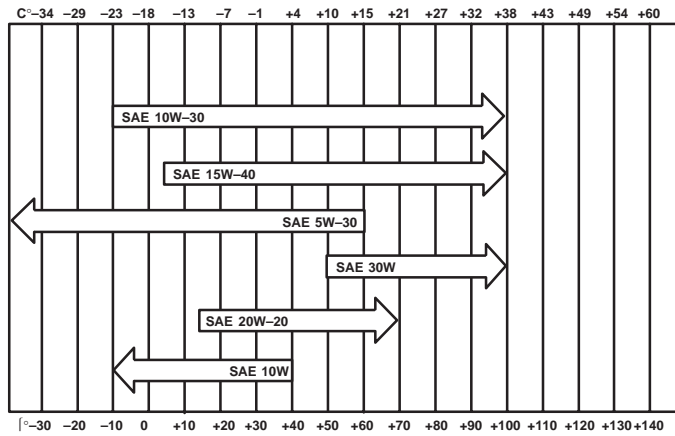 C°–34 –29 –23 –18 –13 –7 –1 +4 +10 +15 +21 +27 +32 +38 +43 +49 +54 +60
SAE 10W–30
SAE 15W–40
SAE 5W–30
SAE 30W
SAE 20W–20
SAE 10W
⌠°–30 –20 –10 0 +10 +20 +30 +40 +50 +60 +70 +80 +90 +100 +110 +120 +130 +140